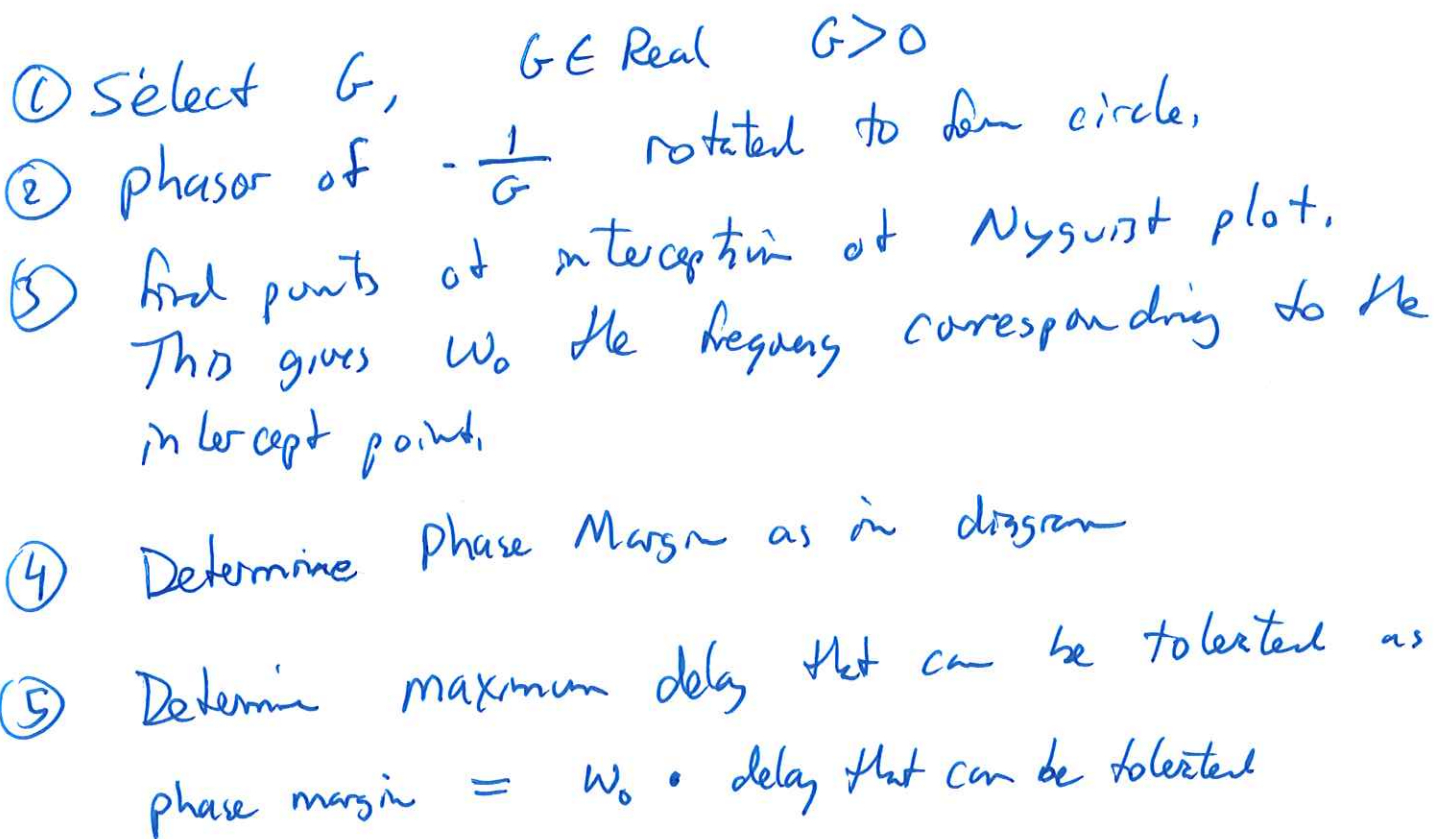 ① Select G, G ∈ Real G>0
② phasor of - 1/G rotated to form circle,
③ find points of interception of Nyquist plot.
This gives ω₀ the frequency corresponding to the
intercept point.
④ Determine Phase Margin as in diagram
⑤ Determine maximum delay that can be tolerated as
phase margin = ω₀ • delay that can be tolerated